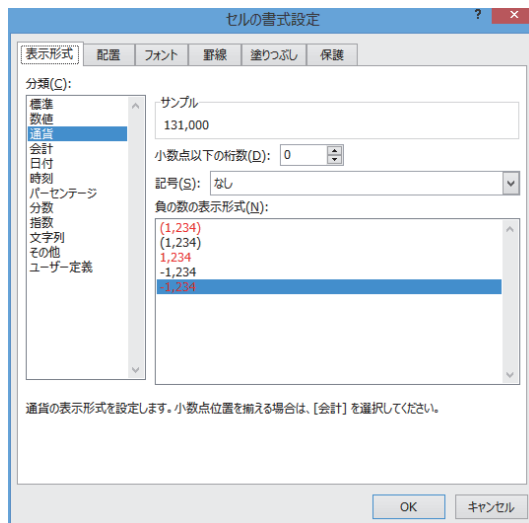 セルの書式設定
?
×
表示形式 配置 フォント 罫線 塗りつぶし 保護
分類(C):
標準
数値
通貨
会計
日付
時刻
パーセンテージ
分数
指数
文字列
その他
ユーザー定義
サンプル
131,000
小数点以下の桁数(D): 0
記号(S): なし
負の数の表示形式(N):
(1,234)
(1,234)
1,234
-1,234
-1,234
通貨の表示形式を設定します。小数点位置を揃える場合は、[会計] を選択してください。
OK キャンセル